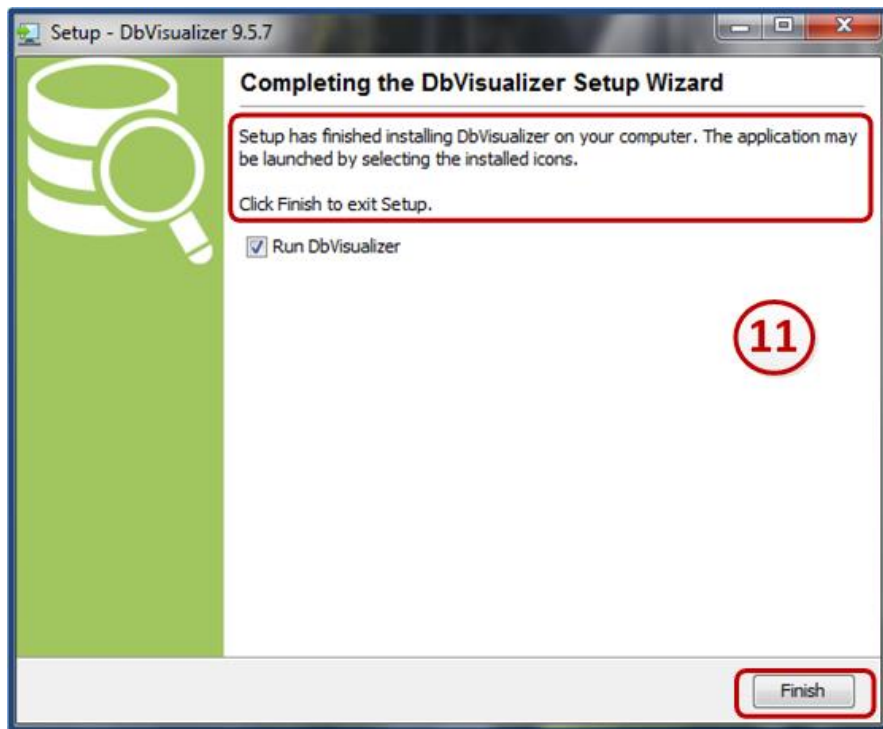 Setup - DbVisualizer 9.5.7
Completing the DbVisualizer Setup Wizard
Setup has finished installing DbVisualizer on your computer. The application may
be launched by selecting the installed icons.
Click Finish to exit Setup.
Run DbVisualizer
11
Finish